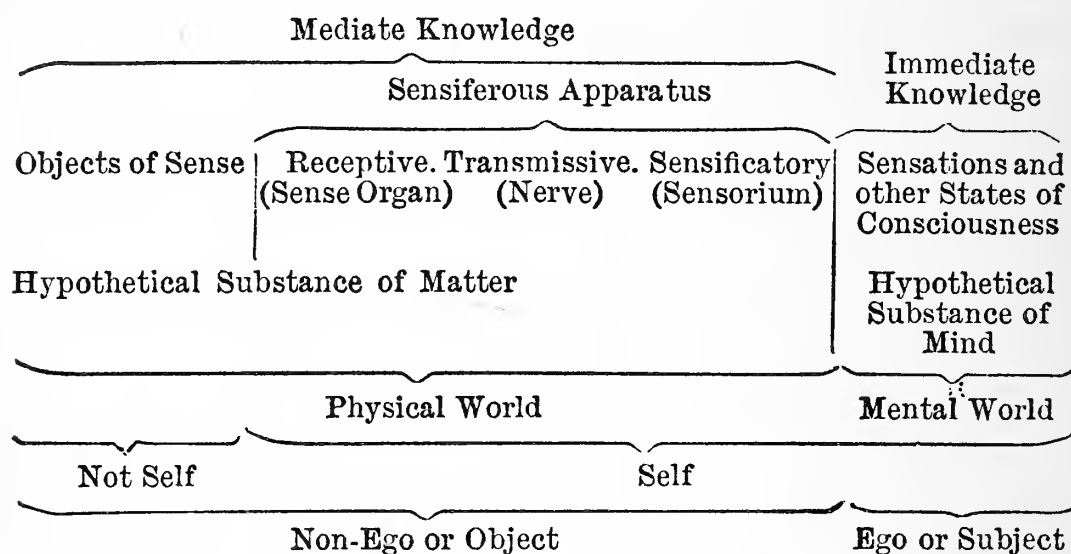 Mediate Knowledge
Immediate
Knowledge
Sensiferous Apparatus
Objects of Sense Receptive. Transmissive. Sensificatory
(Sense Organ) (Nerve) (Sensorium)
Sensations and
other States of
Consciousness
Hypothetical Substance of Matter
Hypothetical
Substance of
Mind
Physical World Mental World
Not Self Self
Non-Ego or Object Ego or Subject